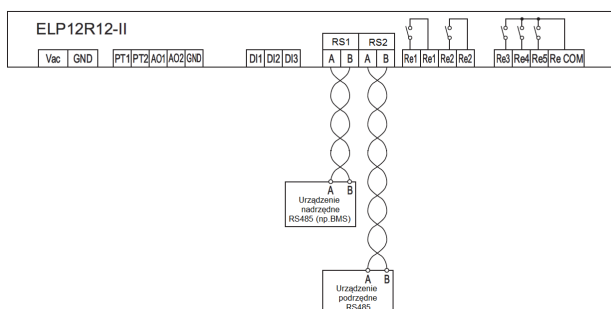 ELP12R12-II
RS1 RS2
Vac GND PT1 PT2 AO1 AO2 GND DI1 DI2 DI3 A B A B Re1 Re1 Re2 Re2 Re3 Re4 Re5 Re COM
A B
Urządzenie
nadrzędne
RS485 (np.BMS)
A B
Urządzenie
podrzędne
RS485